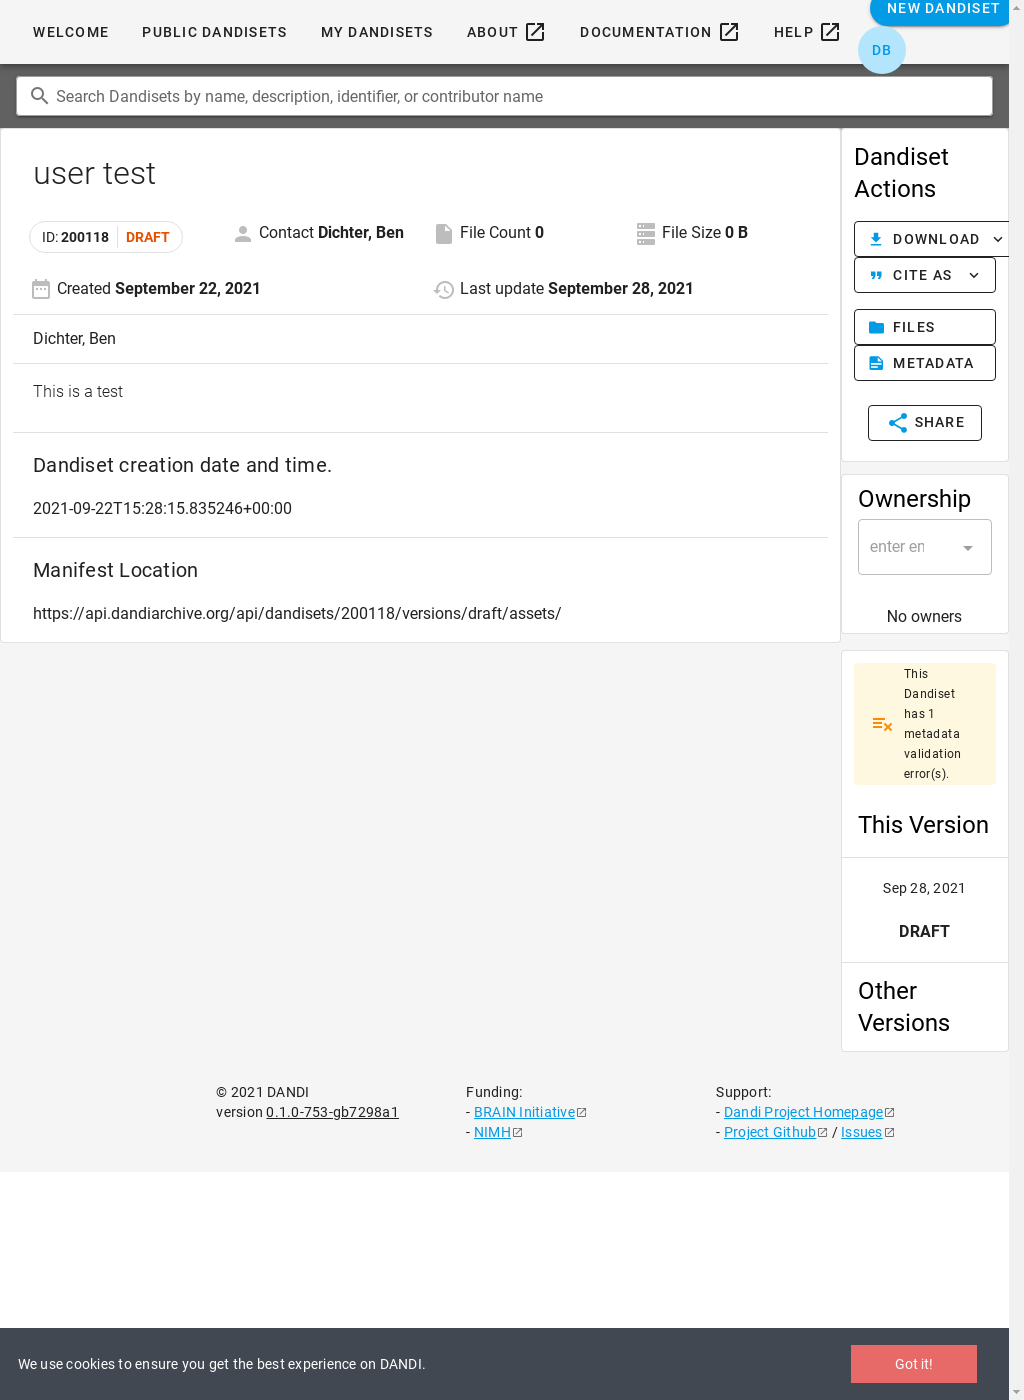 WELCOME PUBLIC DANDISETS MY DANDISETS ABOUT DOCUMENTATION HELP NEW DANDISET
DB
Search Dandisets by name, description, identifier, or contributor name
user test
ID: 200118 DRAFT Contact Dichter, Ben File Count 0 File Size 0 B
Created September 22, 2021 Last update September 28, 2021
Dichter, Ben
This is a test
Dandiset creation date and time.
2021-09-22T15:28:15.835246+00:00
Manifest Location
https://api.dandiarchive.org/api/dandisets/200118/versions/draft/assets/
Dandiset
Actions
DOWNLOAD
CITE AS
FILES
METADATA
SHARE
Ownership
enter en
No owners
This
Dandiset
has 1
metadata
validation
error(s).
This Version
Sep 28, 2021
DRAFT
Other
Versions
© 2021 DANDI
version 0.1.0-753-gb7298a1
Funding:
- BRAIN Initiative
- NIMH
Support:
- Dandi Project Homepage
- Project Github / Issues
We use cookies to ensure you get the best experience on DANDI.
Got it!